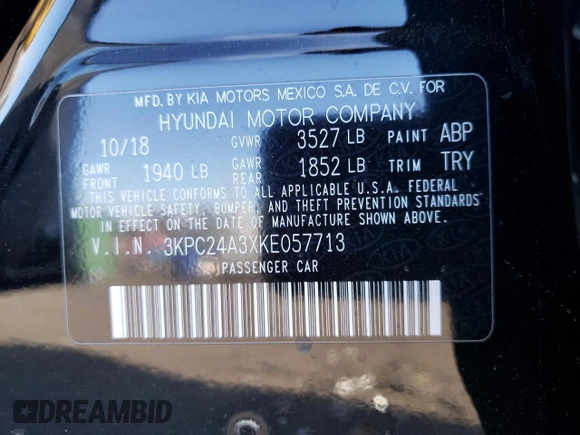 MFD. BY KIA MOTORS MEXICO S.A. DE C.V. FOR
HYUNDAI MOTOR COMPANY
10/18 GVWR 3527 LB PAINT ABP
GAWR FRONT 1940 LB GAWR REAR 1852 LB TRIM TRY
THIS VEHICLE CONFORMS TO ALL APPLICABLE U.S.A. FEDERAL
MOTOR VEHICLE SAFETY, BUMPER, AND THEFT PREVENTION STANDARDS
IN EFFECT ON THE DATE OF MANUFACTURE SHOWN ABOVE.
V.I.N. 3KPC24A3XKE057713
PASSENGER CAR
DREAMBID